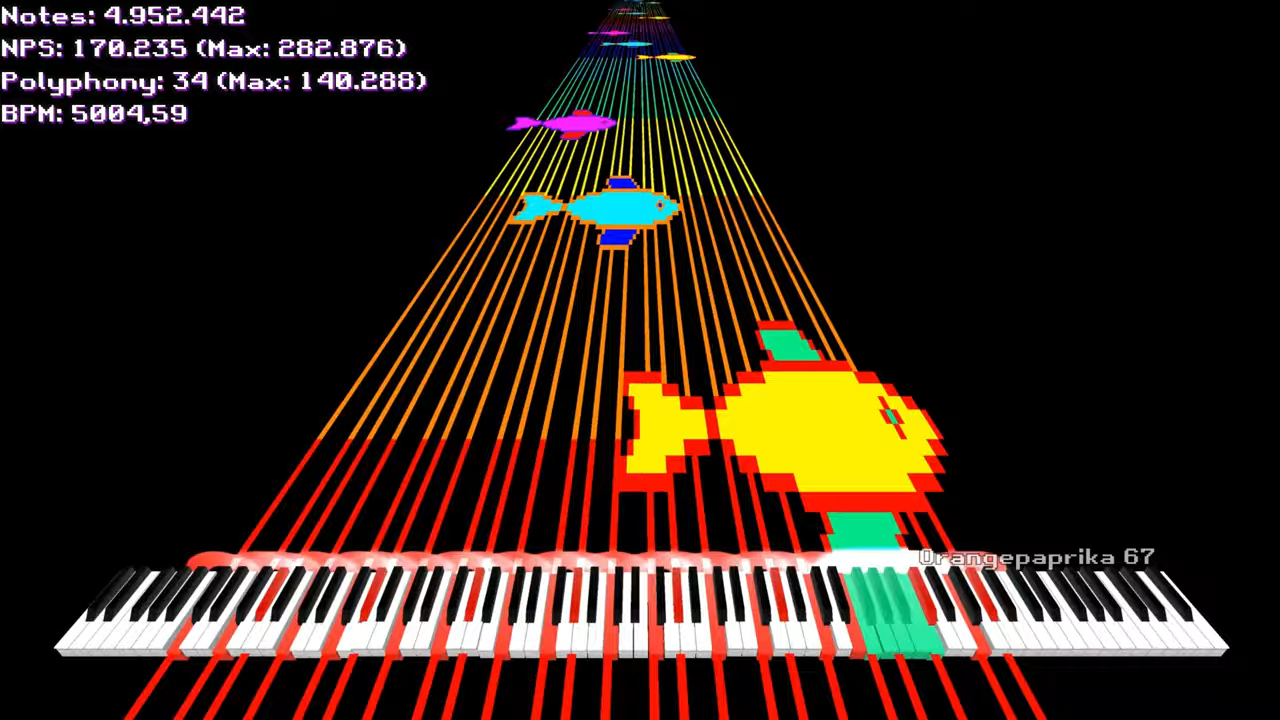 Notes: 4.952.442
NPS: 170.235 (Max: 282.876)
Polyphony: 34 (Max: 140.288)
BPM: 5004,59
Orangepaprika 67